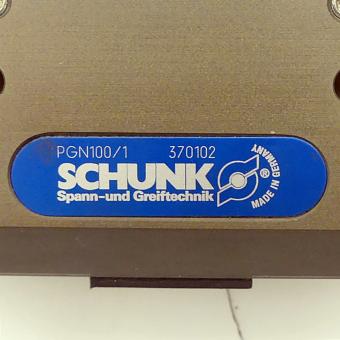 PGN100/1 370102
SCHUNK ®
Spann-und Greiftechnik
MADE IN GERMANY